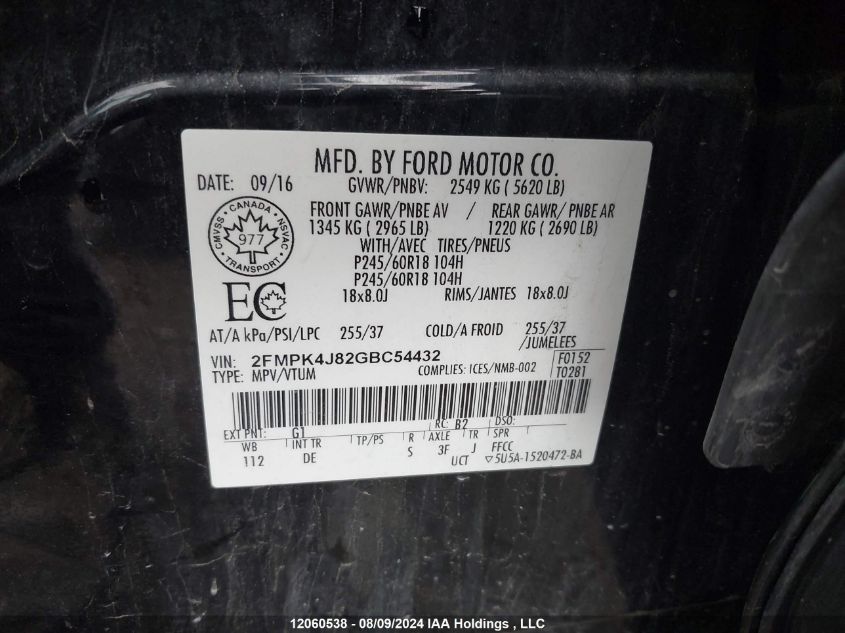 MFD. BY FORD MOTOR CO.
DATE: 09/16 GVWR/PNBV: 2549 KG ( 5620 LB)
FRONT GAWR/PNBE AV / REAR GAWR/ PNBE AR
1345 KG ( 2965 LB) 1220 KG ( 2690 LB)
WITH/AVEC TIRES/PNEUS
P245/60R18 104H
P245/60R18 104H
18x8.0J RIMS/JANTES 18x8.0J
CANADA
CMVSS NSVAC
977
TRANSPORT
EC
AT/A kPa/PSI/LPC 255/37 COLD/A FROID 255/37
/JUMELEES
VIN: 2FMPK4J82GBC54432 F0152
TYPE: MPV/VTUM COMPLIES: ICES/NMB-002 T0281
EXT PNT: G1 RC: B2 DSO:
WB INT TR TP/PS R AXLE TR SPR
112 DE S 3F J FFCC
UCT ▽5U5A-1520472-BA
12060538 - 08/09/2024 IAA Holdings , LLC